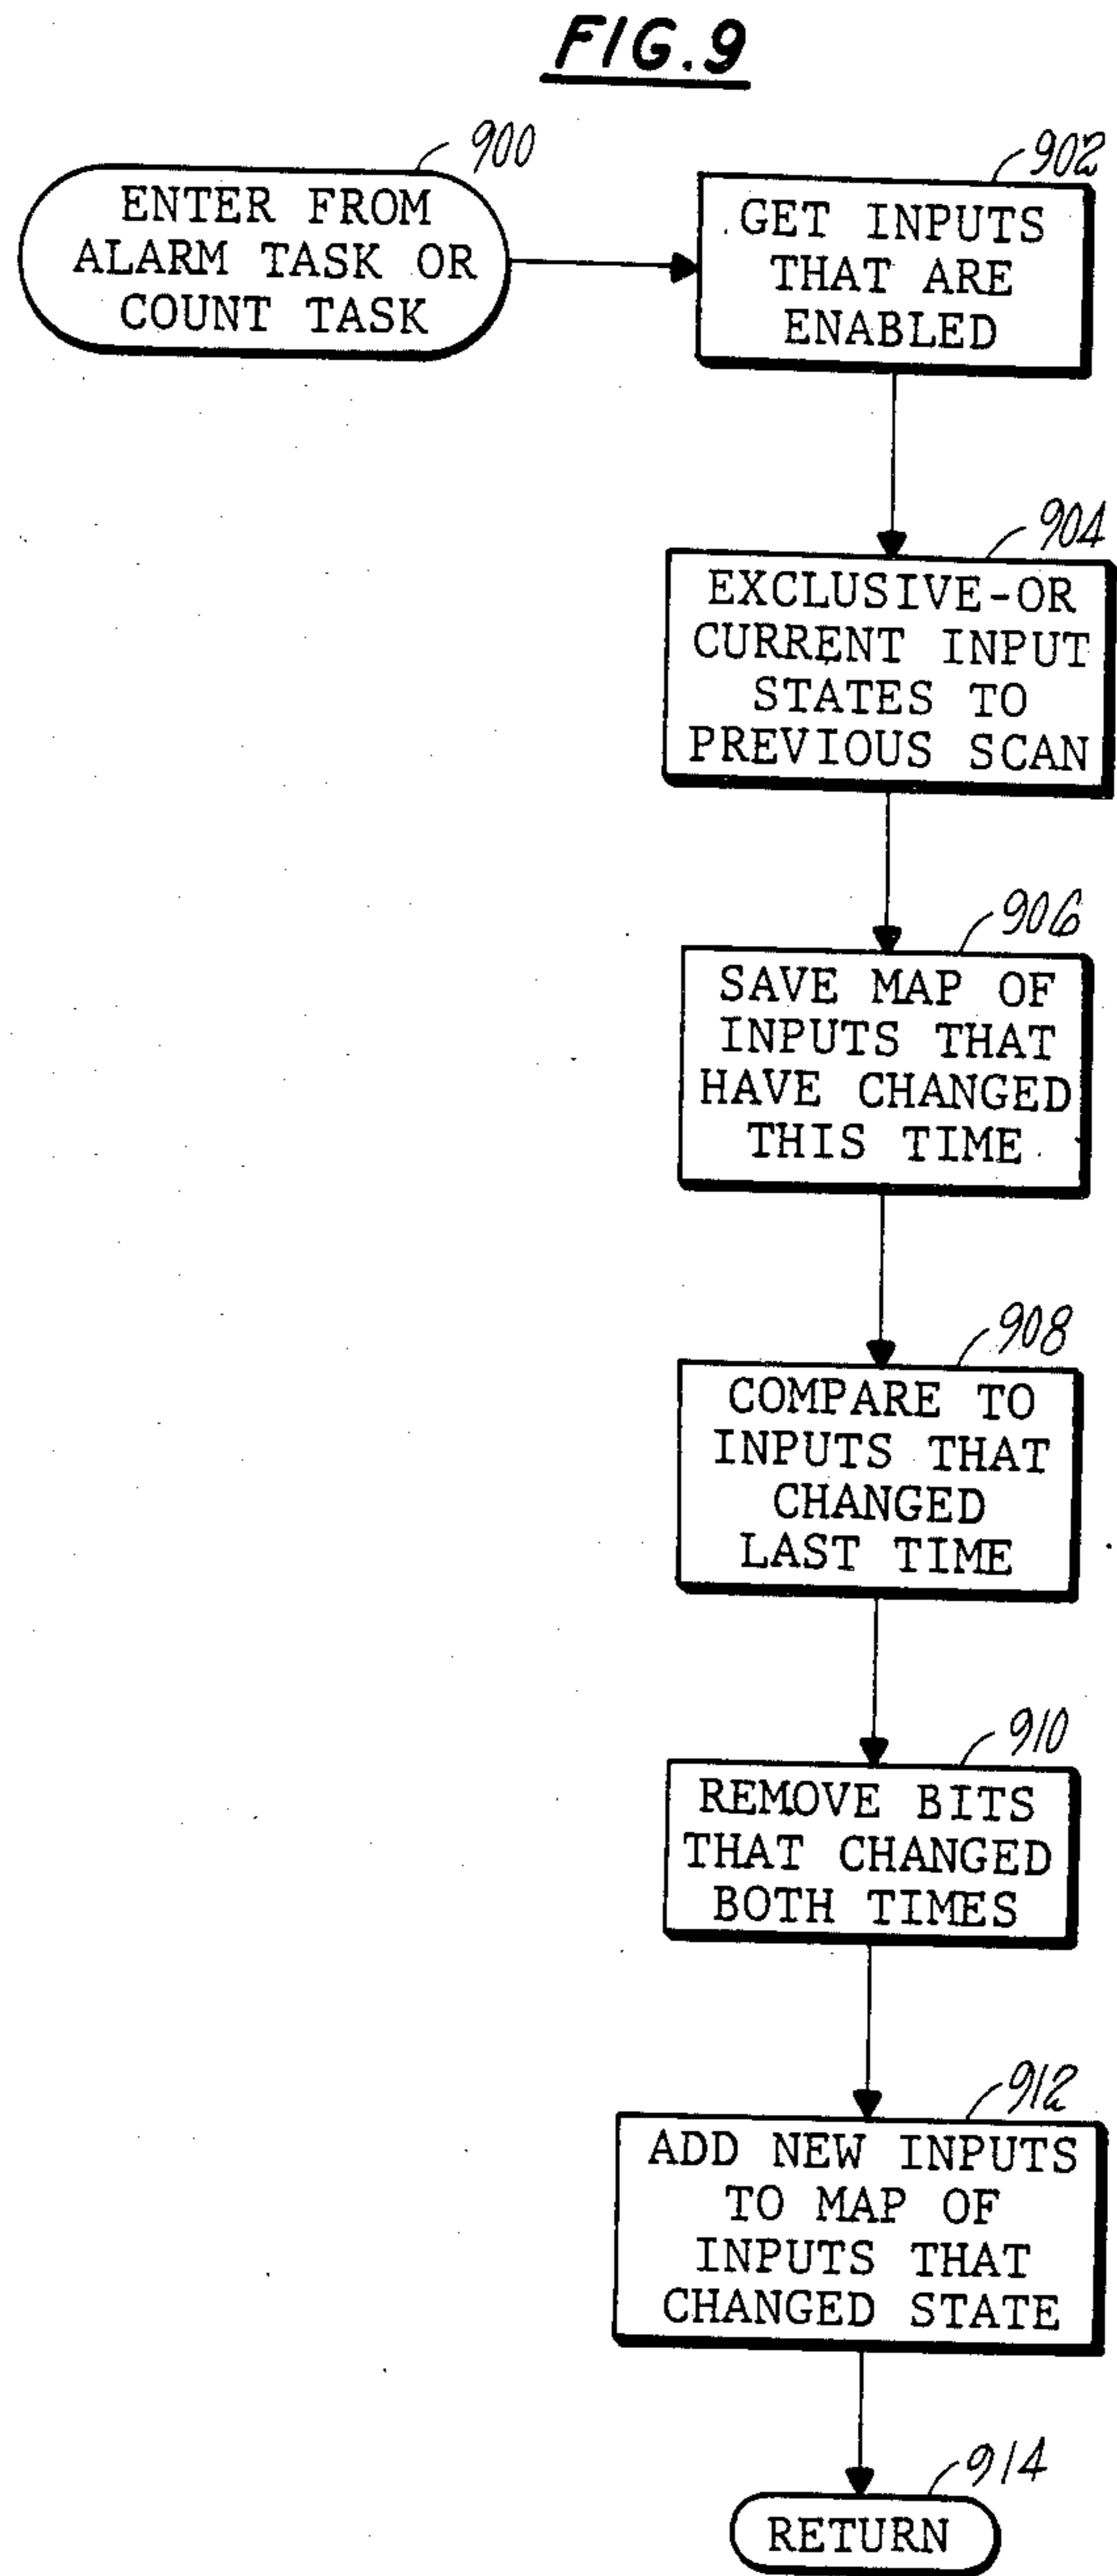 FIG.9
900
ENTER FROM
ALARM TASK OR
COUNT TASK
902
GET INPUTS
THAT ARE
ENABLED
904
EXCLUSIVE-OR
CURRENT INPUT
STATES TO
PREVIOUS SCAN
906
SAVE MAP OF
INPUTS THAT
HAVE CHANGED
THIS TIME
908
COMPARE TO
INPUTS THAT
CHANGED
LAST TIME
910
REMOVE BITS
THAT CHANGED
BOTH TIMES
912
ADD NEW INPUTS
TO MAP OF
INPUTS THAT
CHANGED STATE
914
RETURN